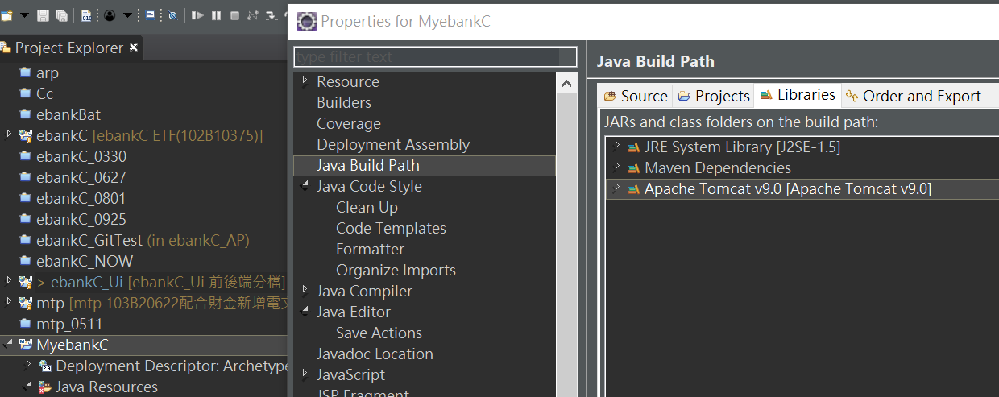 Properties for MyebankC
Project Explorer
type filter text
Java Build Path
Source
Projects
Libraries
Order and Export
JARs and class folders on the build path:
JRE System Library [J2SE-1.5]
Maven Dependencies
Apache Tomcat v9.0 [Apache Tomcat v9.0]
Resource
Builders
Coverage
Deployment Assembly
Java Build Path
Java Code Style
Clean Up
Code Templates
Formatter
Organize Imports
Java Compiler
Java Editor
Save Actions
Javadoc Location
JavaScript
JSP Fragment
arp
Cc
ebankBat
ebankC [ebankC ETF(102B10375)]
ebankC_0330
ebankC_0627
ebankC_0801
ebankC_0925
ebankC_GitTest (in ebankC_AP)
ebankC_NOW
> ebankC_Ui [ebankC_Ui 前後端分檔]
mtp [mtp 103B20622配合財金新增電文
mtp_0511
MyebankC
Deployment Descriptor: Archetype
Java Resources